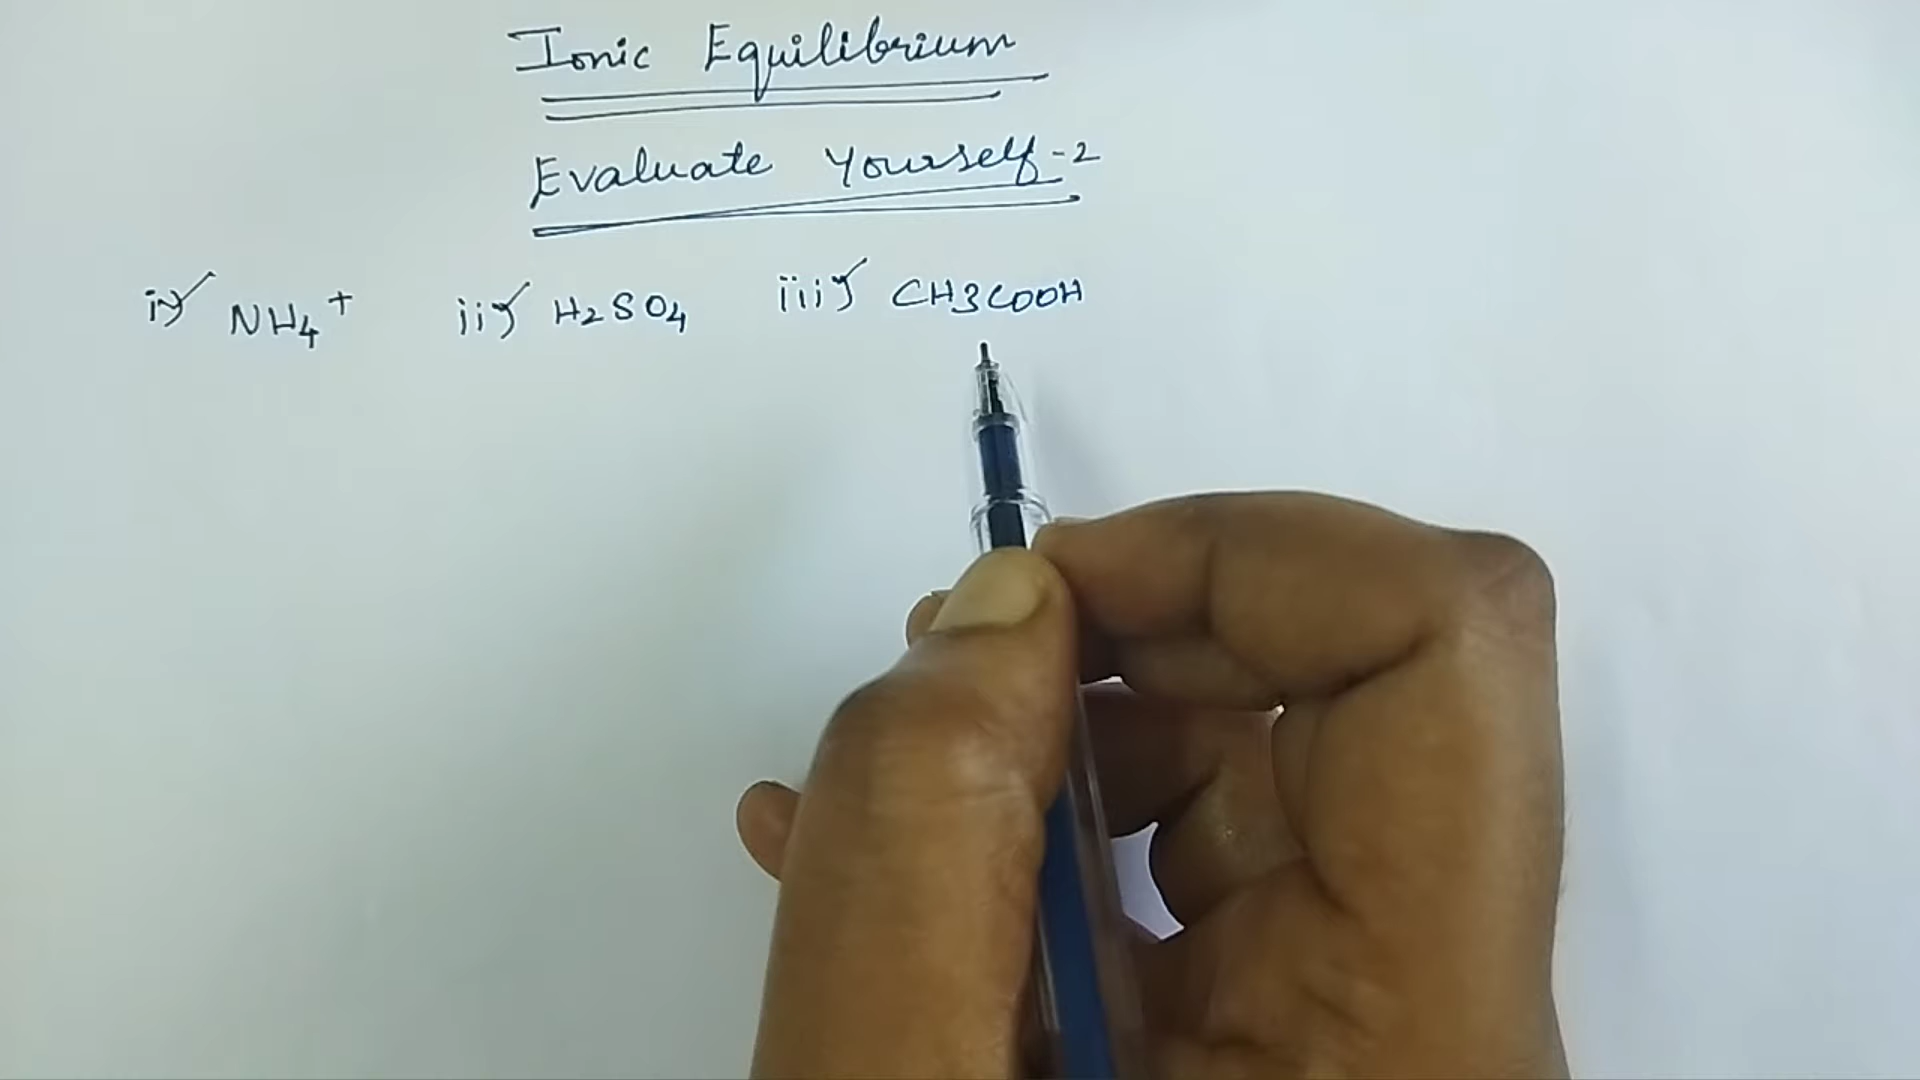 Ionic Equilibrium
Evaluate Yourself-2
i) NH4+ ii) H2SO4 iii) CH3COOH